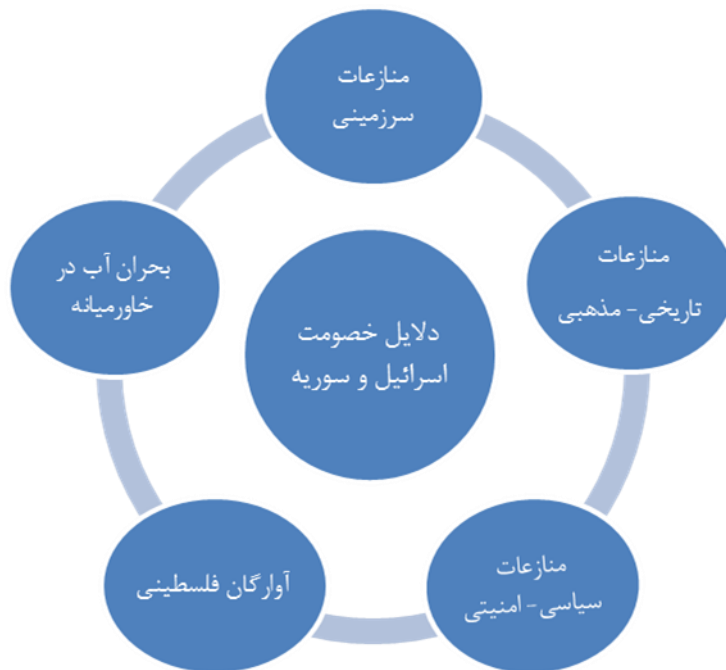 منازعات
سرزمینی
منازعات
تاریخی- مذهبی
منازعات
سیاسی- امنیتی
آوارگان فلسطینی
بحران آب در
خاورمیانه
دلایل خصومت
اسرائیل و سوریه